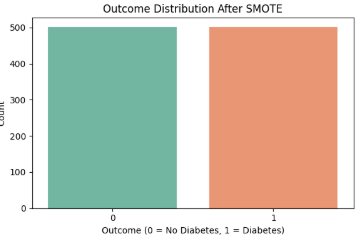 Outcome Distribution After SMOTE
500
400
300
200
100
0
Count
0 1
Outcome (0 = No Diabetes, 1 = Diabetes)